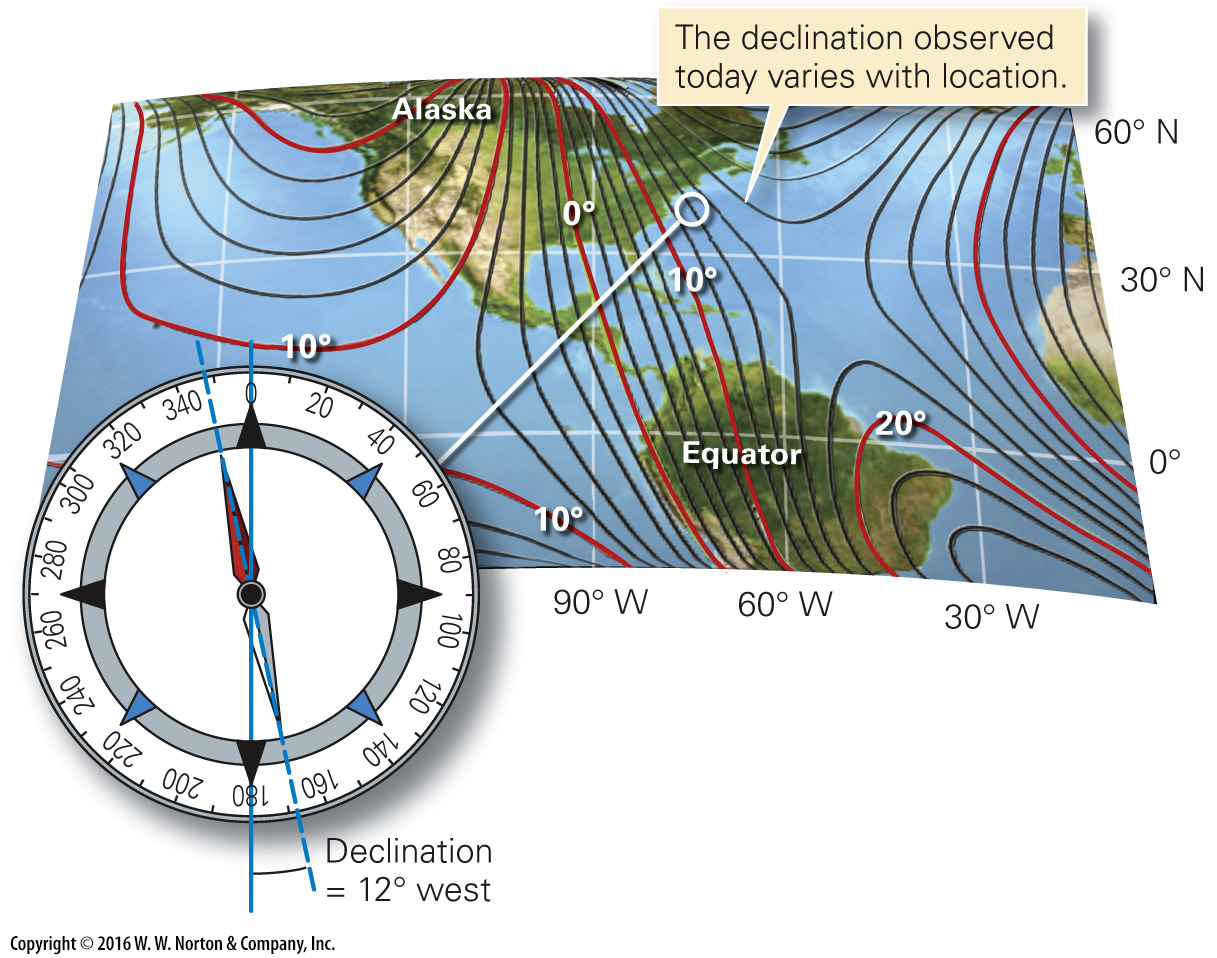 The declination observed
today varies with location.
Alaska
60° N
0°
30° N
10°
10°
20°
Equator
0°
10°
90° W
60° W
30° W
0
20
40
60
80
100
120
140
160
180
200
220
240
260
280
300
320
340
Declination
= 12° west
Copyright © 2016 W. W. Norton & Company, Inc.